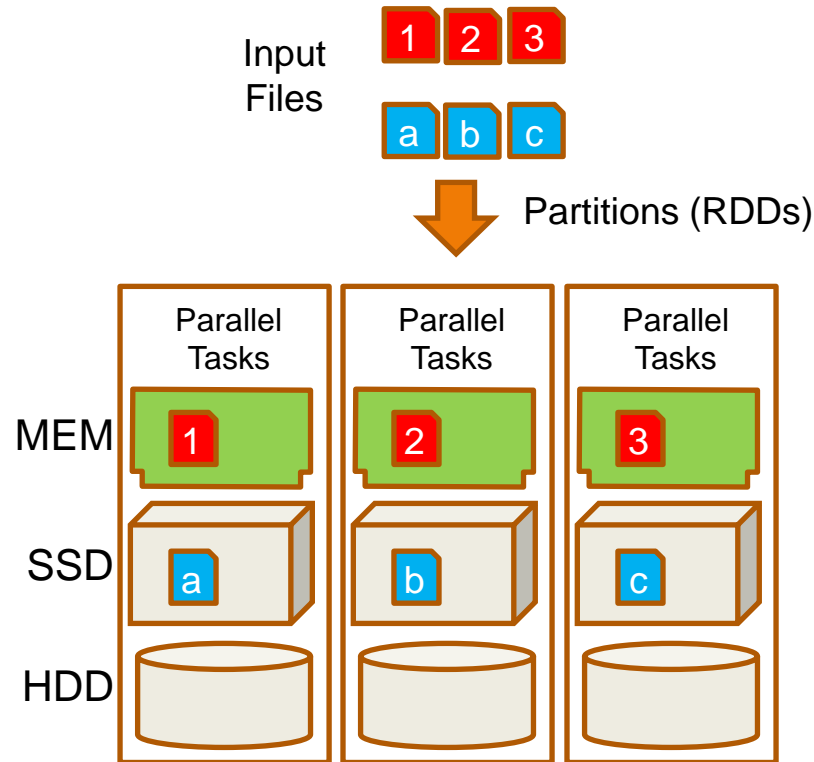 Input
Files
1 2 3
a b c
Partitions (RDDs)
Parallel
Tasks
Parallel
Tasks
Parallel
Tasks
MEM
1
2
3
SSD
a
b
c
HDD